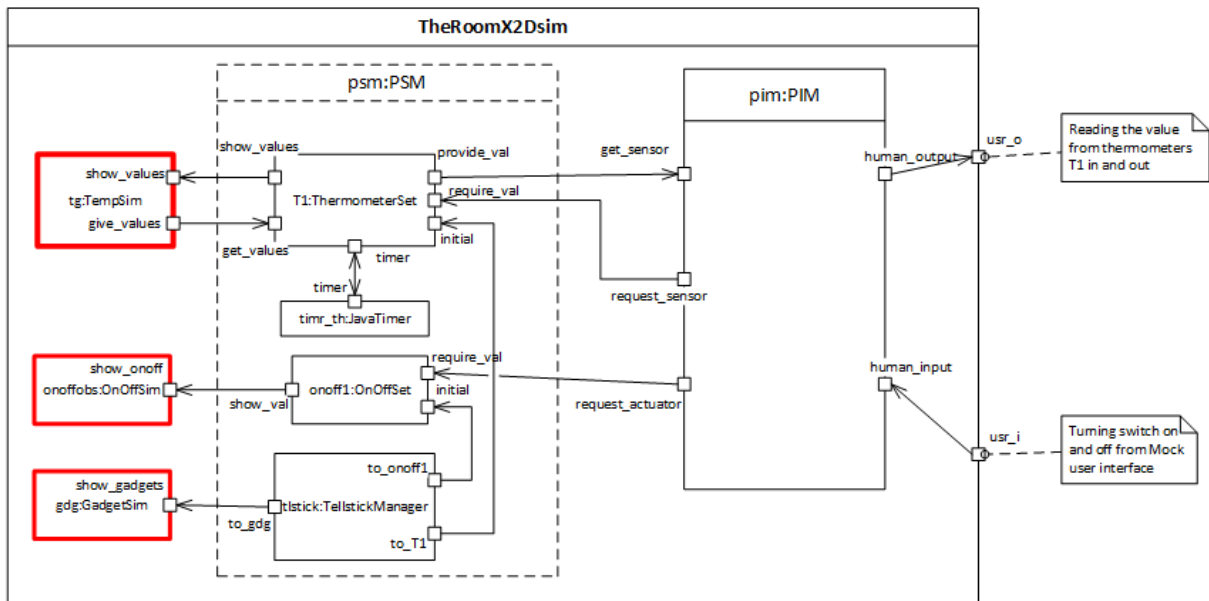 TheRoomX2Dsim
psm:PSM
pim:PIM
show_values
provide_val
get_sensor
human_output
usr_o
Reading the value
from thermometers
T1 in and out
show_values
tg:TempSim
give_values
T1:ThermometerSet
require_val
initial
get_values
timer
timer
timr_th:JavaTimer
request_sensor
show_onoff
onoffobs:OnOffSim
require_val
onoff1:OnOffSet
initial
show_val
request_actuator
human_input
usr_i
Turning switch on
and off from Mock
user interface
show_gadgets
gdg:GadgetSim
to_onoff1
tlstick:TellstickManager
to_gdg
to_T1